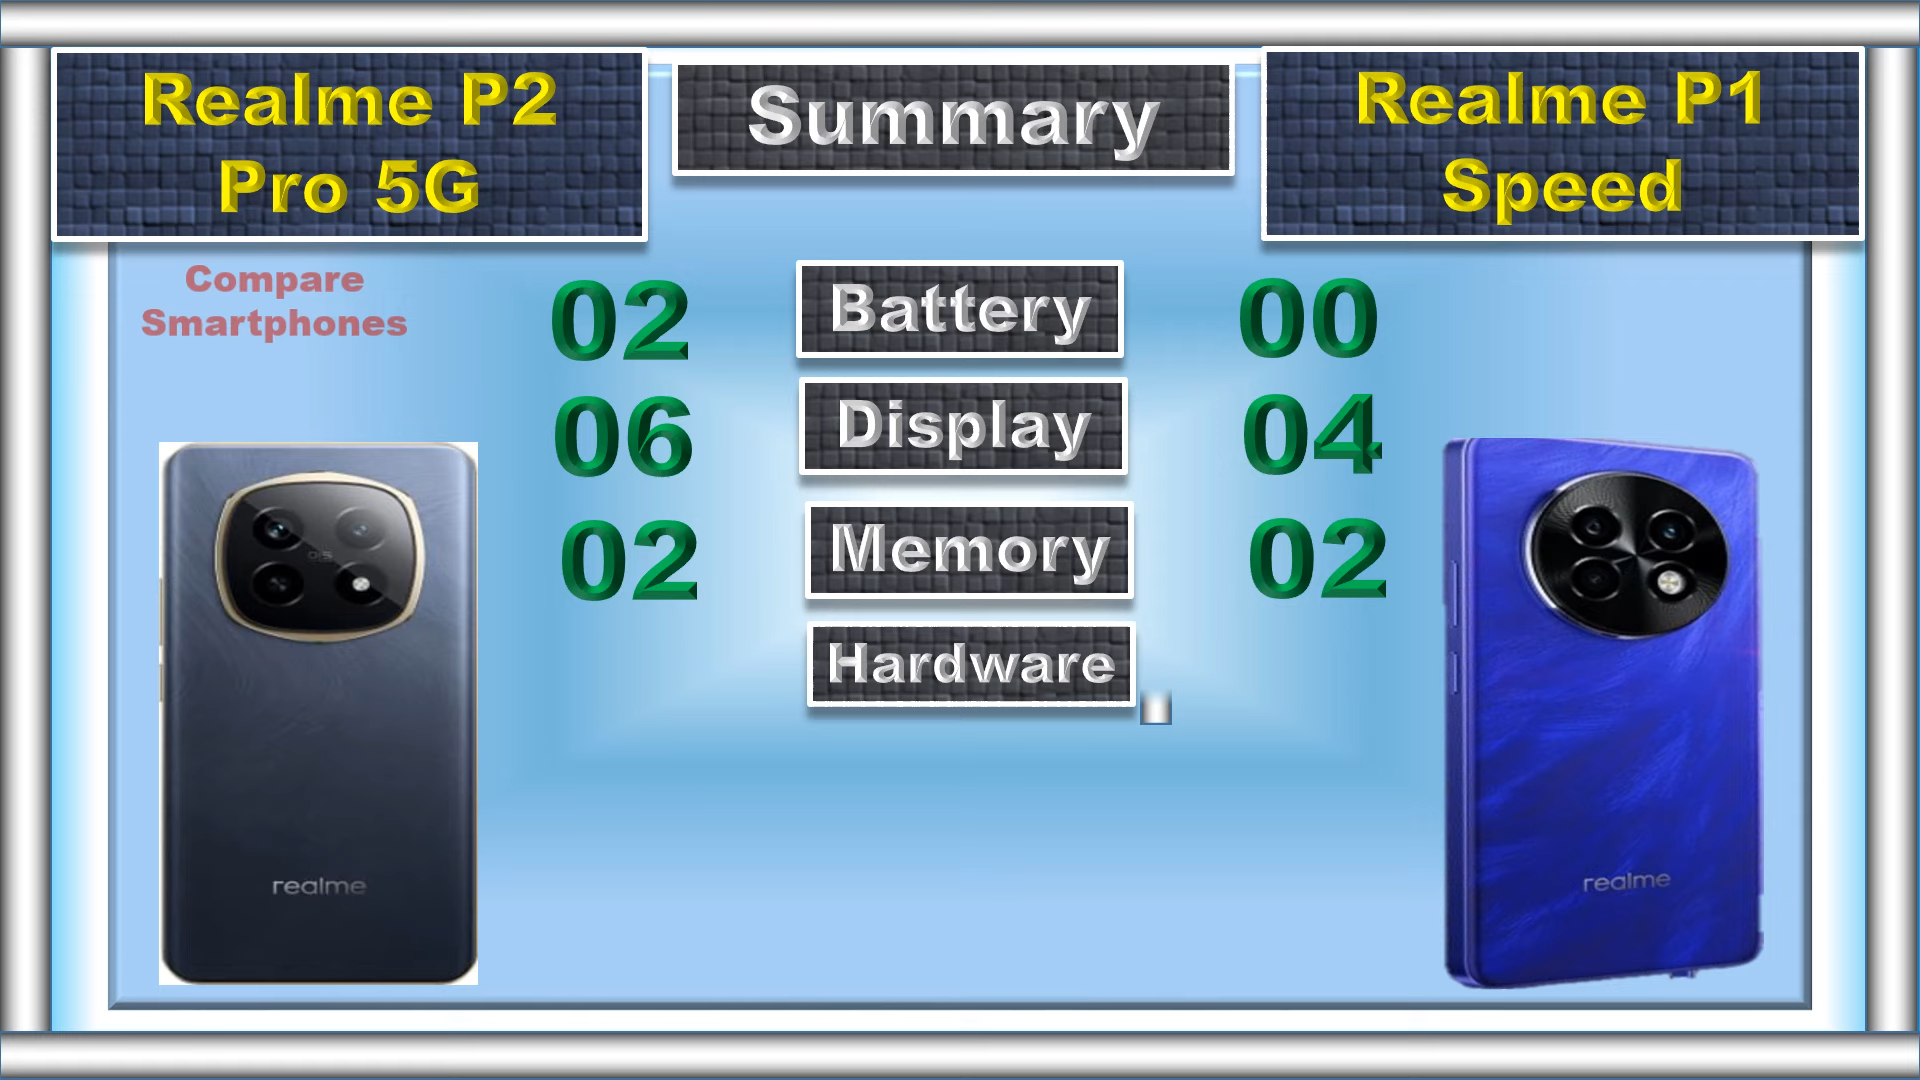 Realme P2
Pro 5G
Summary
Realme P1
Speed
Compare
Smartphones
02
Battery
00
06
Display
04
02
Memory
02
Hardware
OIS
realme
realme